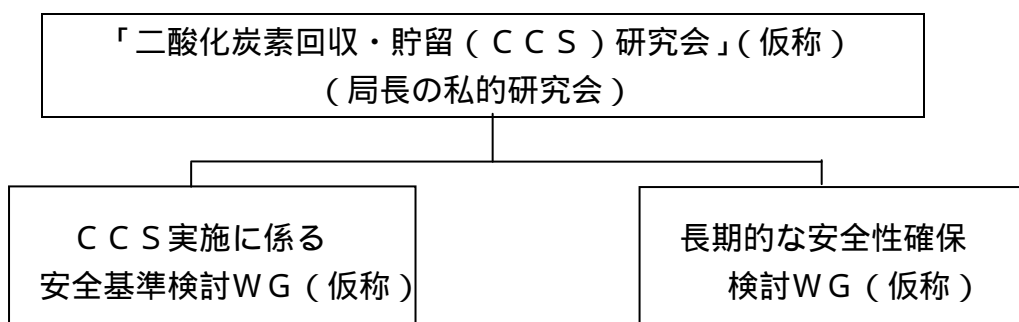 「二酸化炭素回収・貯留（ＣＣＳ）研究会」（仮称）
（局長の私的研究会）
ＣＣＳ実施に係る
安全基準検討ＷＧ（仮称）
長期的な安全性確保
検討ＷＧ（仮称）